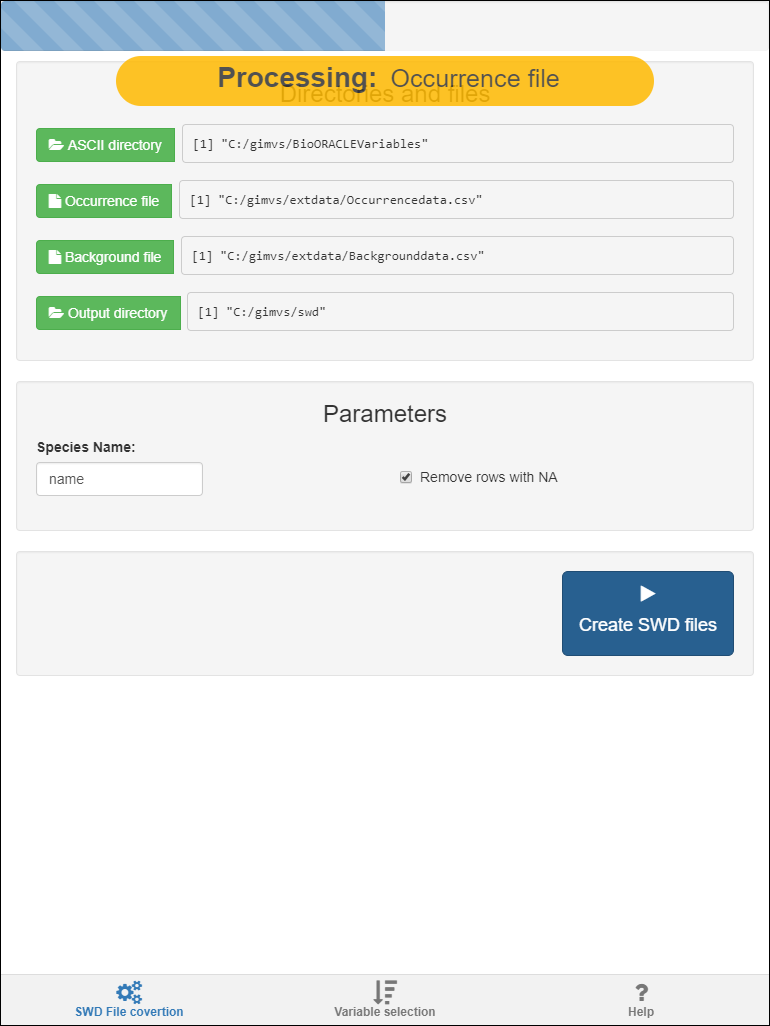 Processing: Occurrence file
Directories and files
ASCII directory [1] "C:/gimvs/BioORACLEVariables"
Occurrence file [1] "C:/gimvs/extdata/Occurrencedata.csv"
Background file [1] "C:/gimvs/extdata/Backgrounddata.csv"
Output directory [1] "C:/gimvs/swd"
Parameters
Species Name:
name Remove rows with NA
Create SWD files
SWD File covertion Variable selection Help